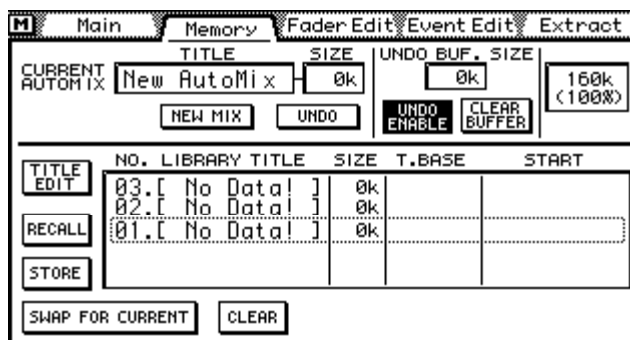 M Main Memory Fader Edit Event Edit Extract
TITLE SIZE UNDO BUF. SIZE
CURRENT AUTOMIX New AutoMix 0k 0k 160k (100%)
NEW MIX UNDO UNDO ENABLE CLEAR BUFFER
TITLE EDIT NO. LIBRARY TITLE SIZE T.BASE START
03.[ No Data! ] 0k
02.[ No Data! ] 0k
RECALL 01.[ No Data! ] 0k
STORE
SWAP FOR CURRENT CLEAR